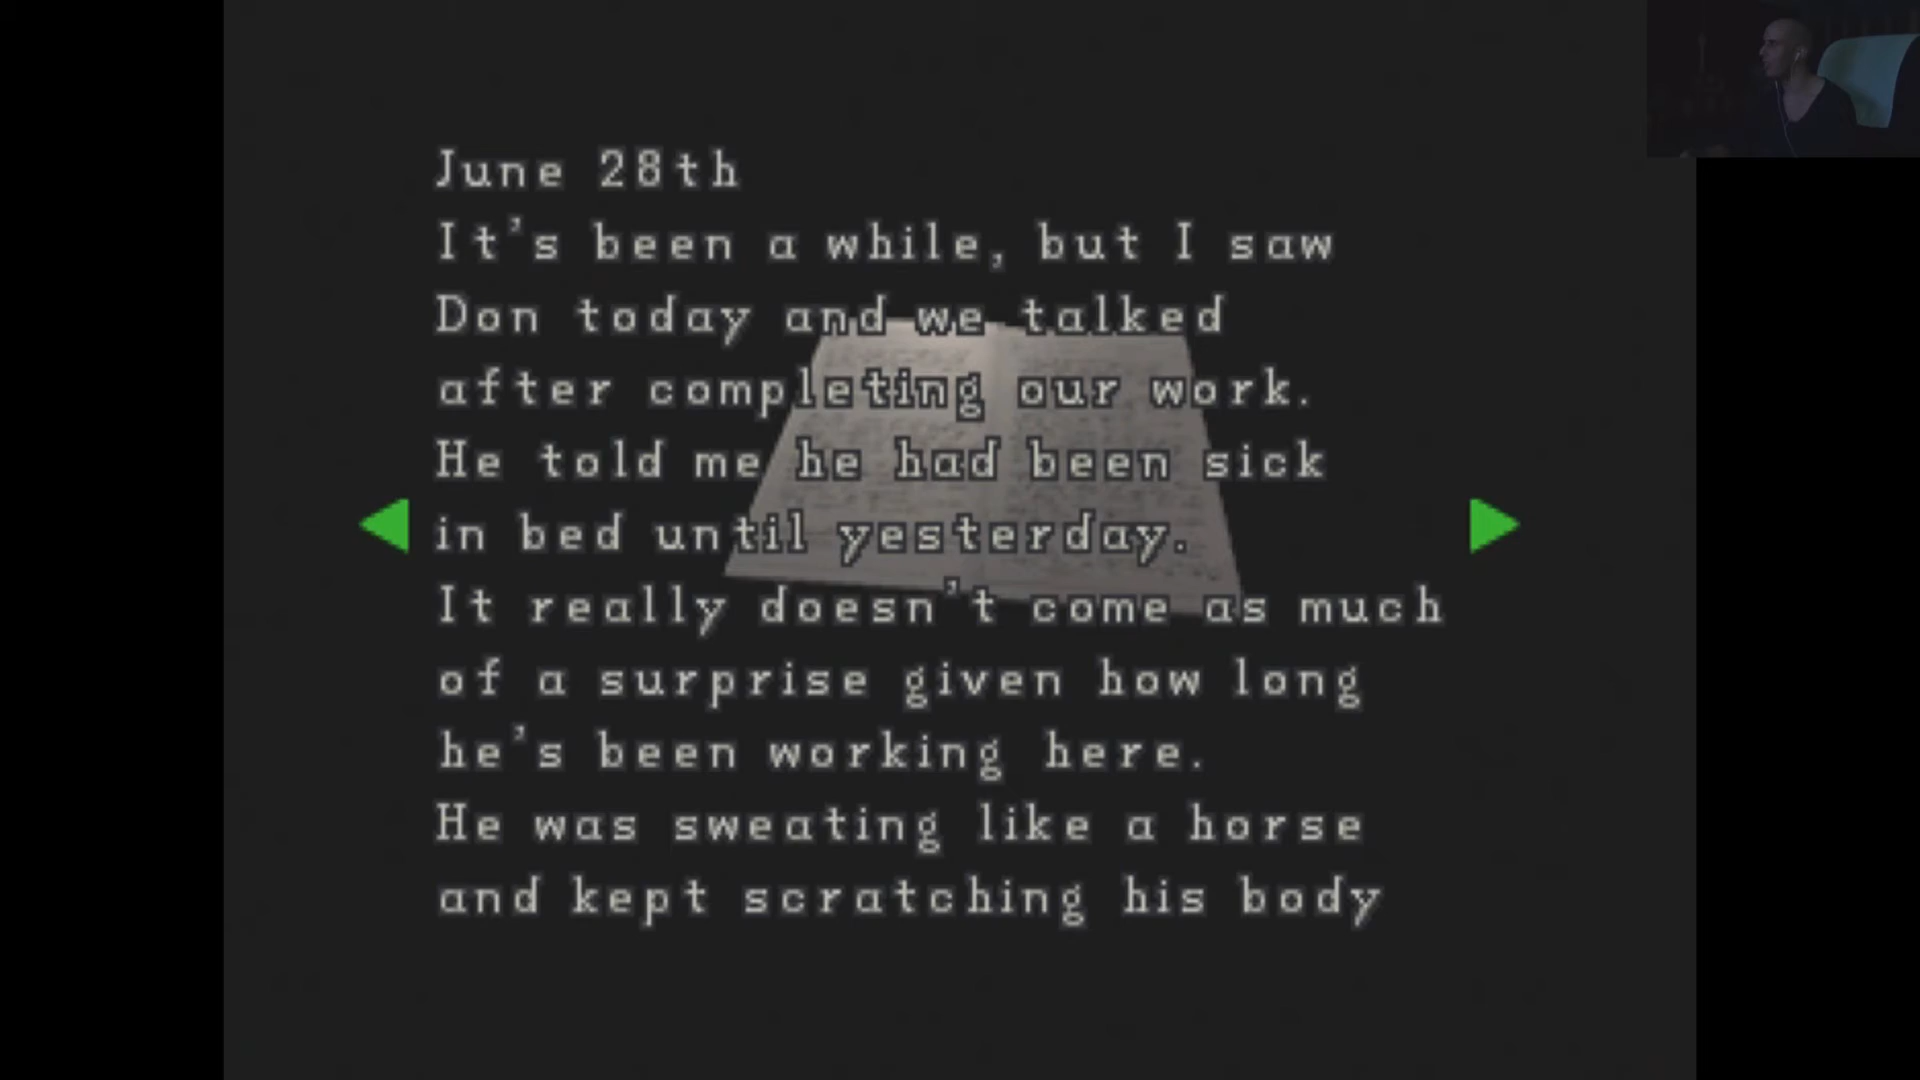 June 28th
It's been a while, but I saw
Don today and we talked
after completing our work.
He told me he had been sick
in bed until yesterday.
It really doesn't come as much
of a surprise given how long
he's been working here.
He was sweating like a horse
and kept scratching his body